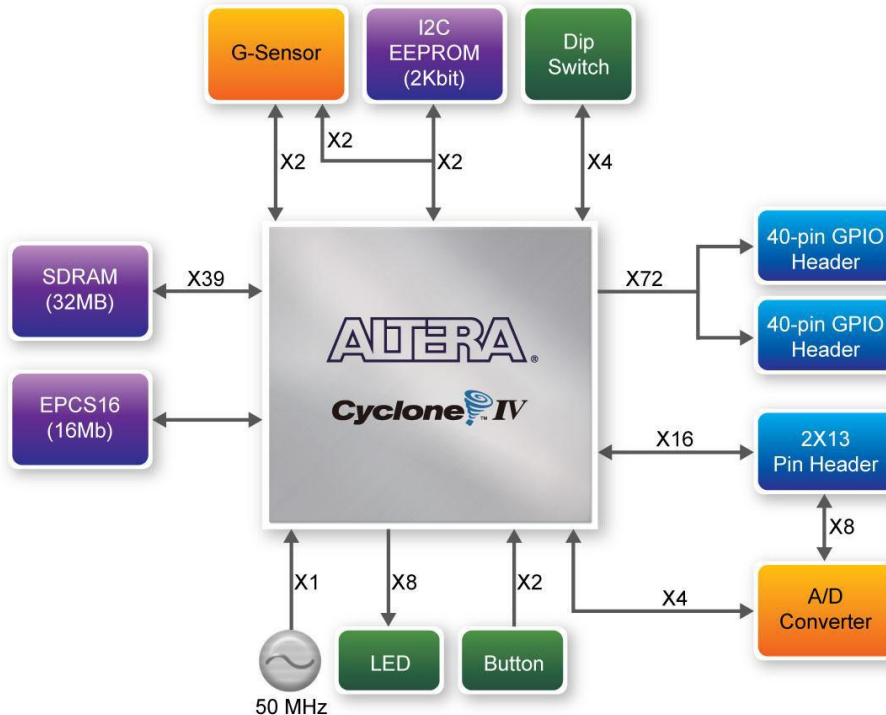 G-Sensor
I2C
EEPROM
(2Kbit)
Dip
Switch
X2
X2
X2
X4
SDRAM
(32MB)
X39
EPCS16
(16Mb)
ALTERA®
Cyclone™ IV
X72
40-pin GPIO
Header
40-pin GPIO
Header
X16
2X13
Pin Header
X8
X4
A/D
Converter
X1
50 MHz
X8
LED
X2
Button